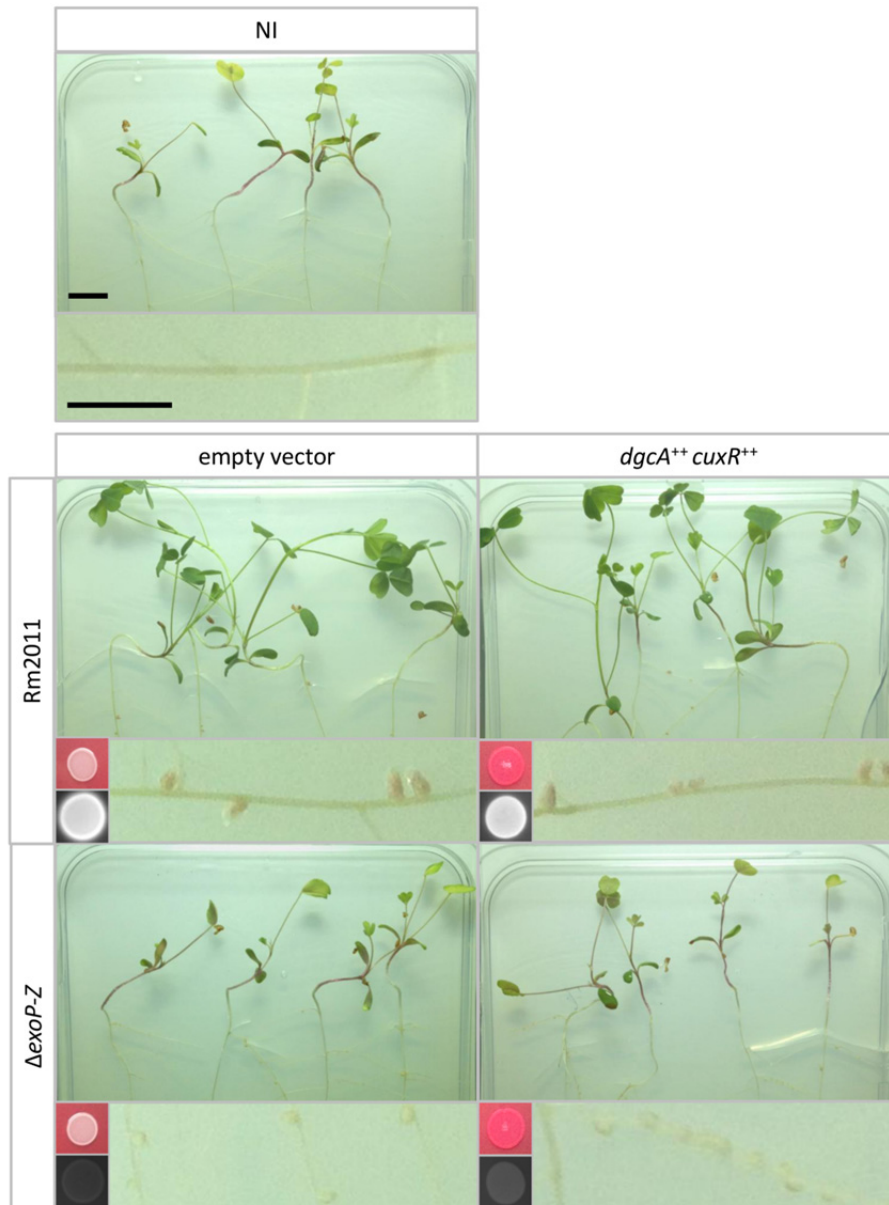 NI
empty vector
dgcA⁺⁺ cuxR⁺⁺
Rm2011
ΔexoP-Z